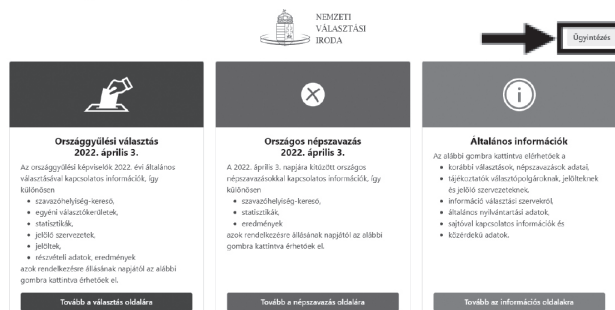 NEMZETI
VÁLASZTÁSI
IRODA
Ügyintézés
Országgyűlési választás
2022. április 3.
Az országgyűlési képviselők 2022. évi általános
választásával kapcsolatos információk, így
különösen
• szavazóhelyiség-kereső,
• egyéni választókerületek,
• statisztikák,
• jelölő szervezetek,
• jelöltek,
• részvételi adatok, eredmények
azok rendelkezésre állásának napjától az alábbi
gombra kattintva érhetőek el.
Tovább a választás oldalára
Országos népszavazás
2022. április 3.
A 2022. április 3. napjára kitűzött országos
népszavazásokkal kapcsolatos információk, így
különösen
• szavazóhelyiség-kereső,
• statisztikák,
• eredmények
azok rendelkezésre állásának napjától az alábbi
gombra kattintva érhetőek el.
Tovább a népszavazás oldalára
Általános információk
Az alábbi gombra kattintva elérhetőek a
• korábbi választások, népszavazások adatai,
• tájékoztatók választópolgároknak, jelölteknek
és jelölő szervezeteknek,
• információ választási szervekről,
• általános nyilvántartási adatok,
• sajtóval kapcsolatos információk és
• közérdekű adatok.
Tovább az információs oldalakra